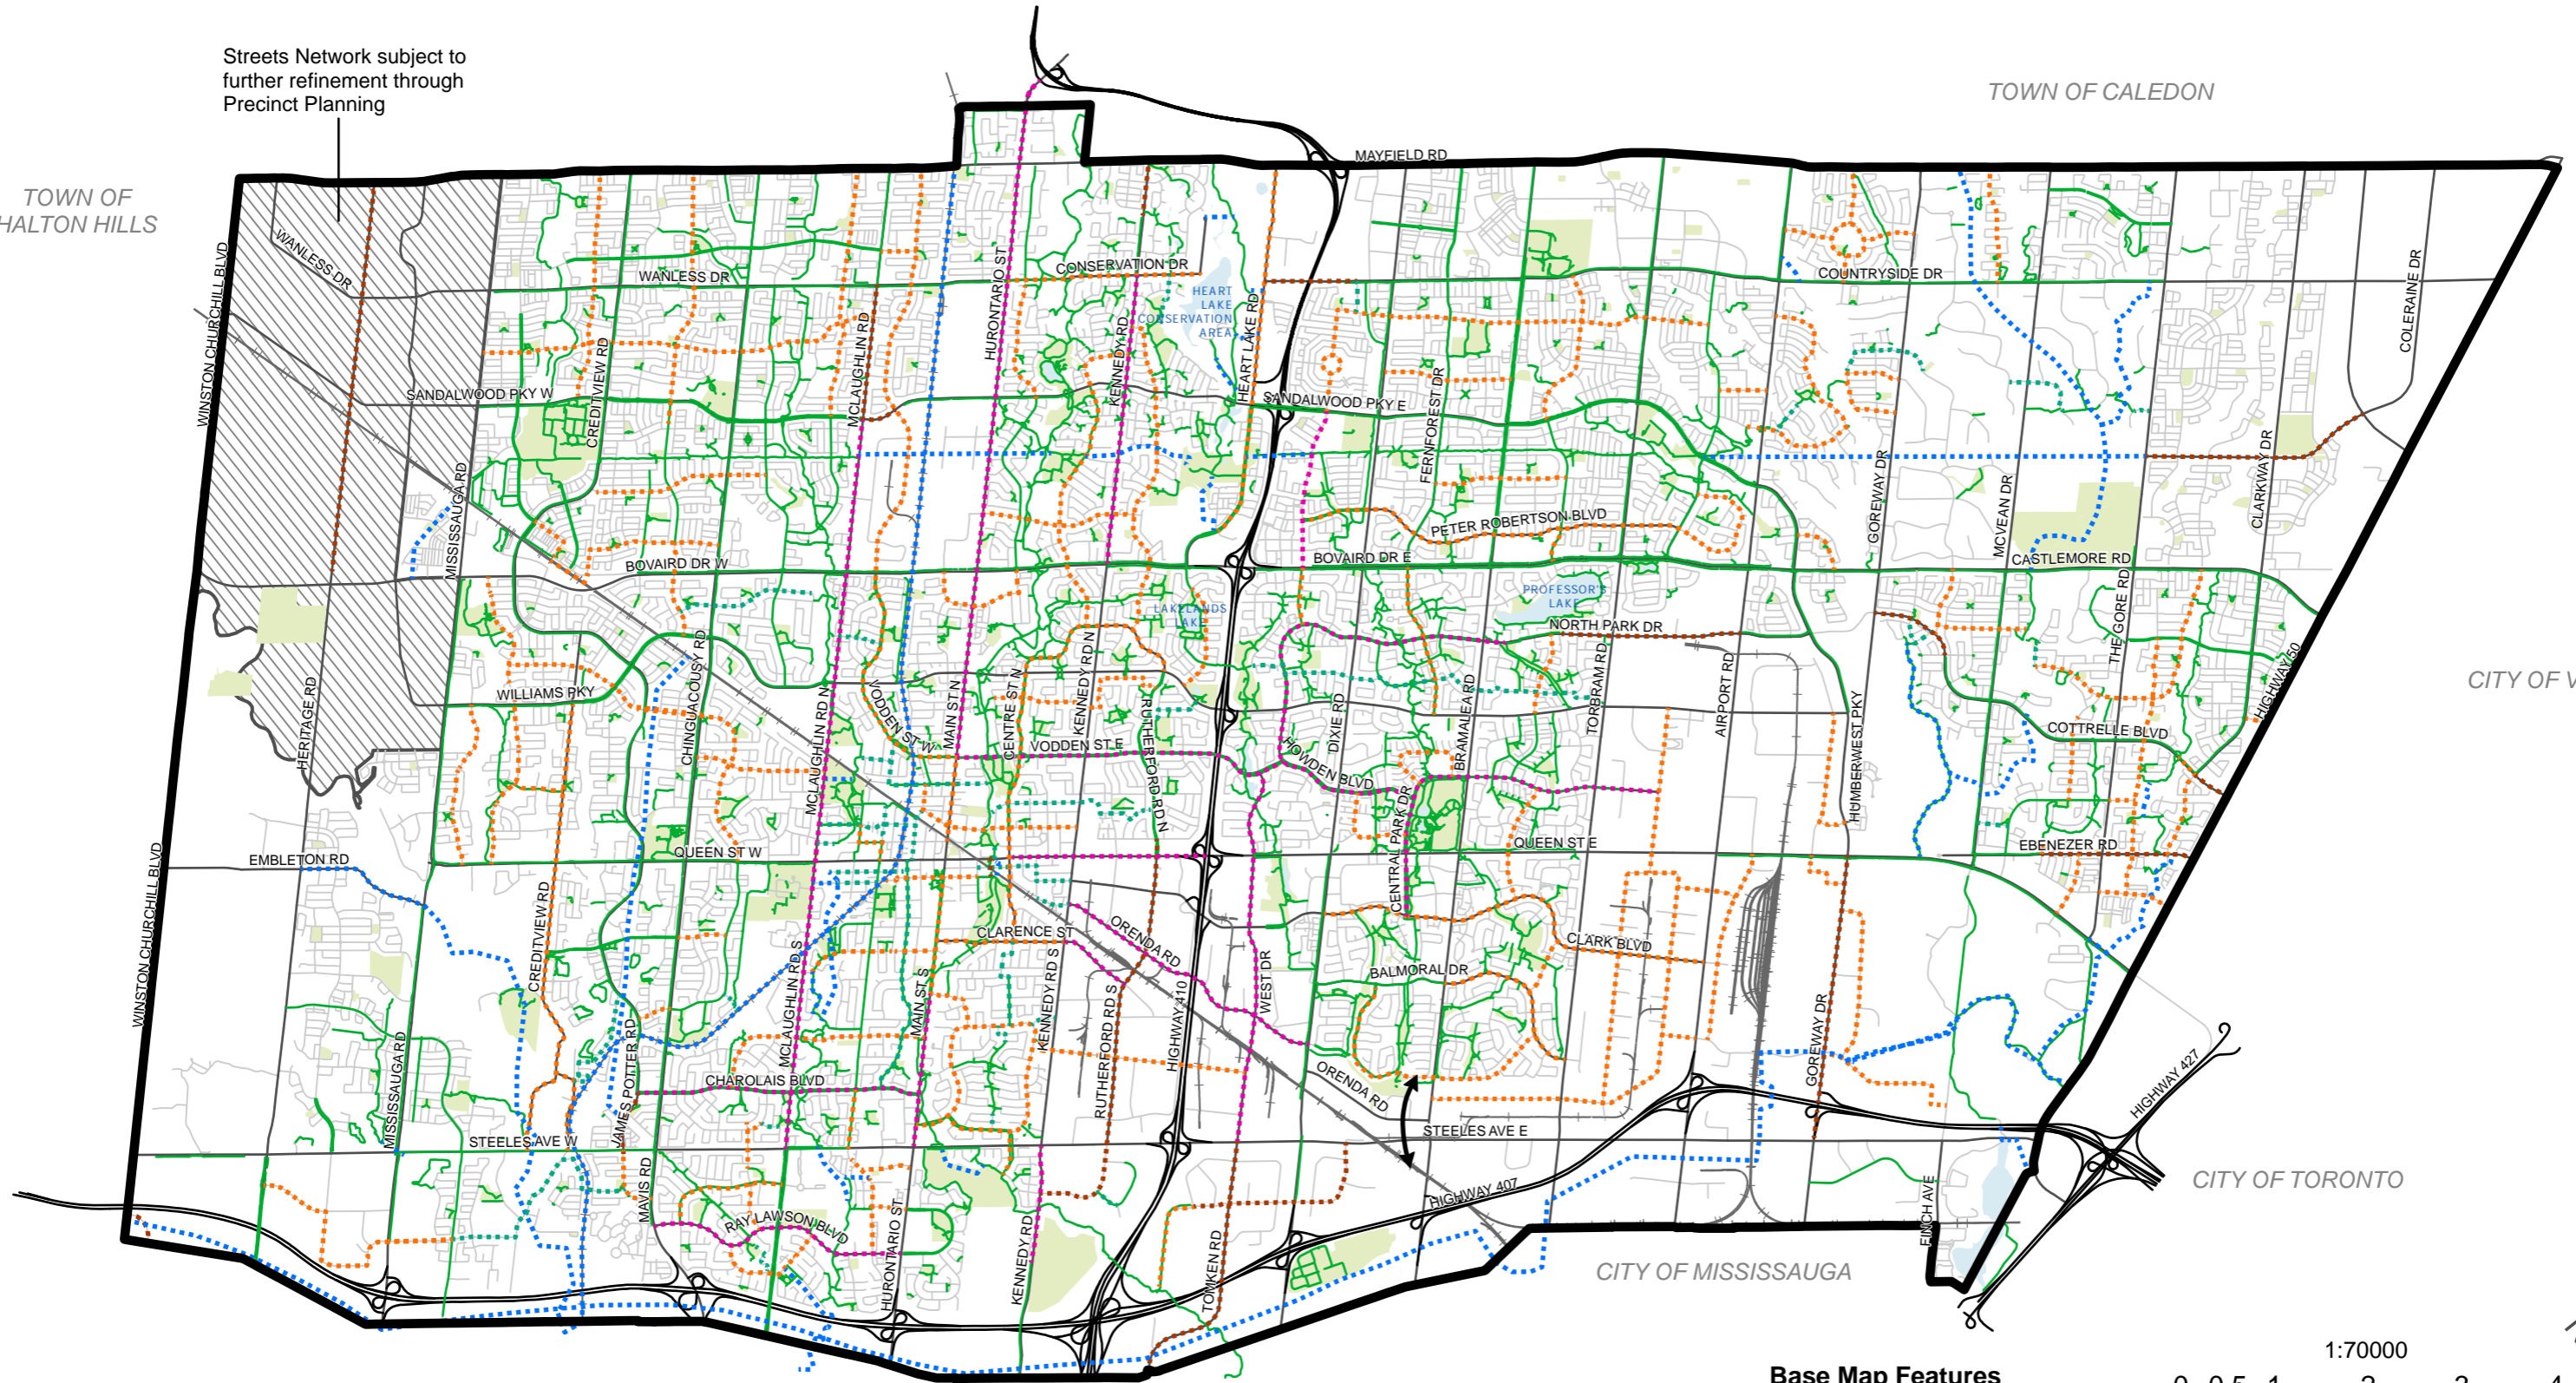 Streets Network subject to
further refinement through
Precinct Planning
TOWN OF CALEDON
TOWN OF
HALTON HILLS
MAYFIELD RD
WANLESS DR
WINSTON CHURCHILL BLVD
WANLESS DR
CONSERVATION DR
HURONTARIO ST
COUNTRYSIDE DR
COLERAINE DR
HEART
LAKE
CONSERVATION
AREA
HEART LAKE RD
KENNEDY RD
MCLAUGHLIN RD
CREDITVIEW RD
SANDALWOOD PKY W
SANDALWOOD PKY E
FERNFOREST DR
MISSISSAUGA RD
GOREWAY DR
MCVEAN DR
CLARKWAY DR
PETER ROBERTSON BLVD
BOVAIRD DR W
BOVAIRD DR E
CASTLEMORE RD
PROFESSOR'S
LAKE
LAKELANDS
LAKE
NORTH PARK DR
THE GORE RD
HERITAGE RD
WILLIAMS PKY
CHINGUACOUSY RD
MCLAUGHLIN RD N
VODDEN ST W
MAIN ST N
CENTRE ST N
KENNEDY RD N
RUTHERFORD RD N
VODDEN ST E
HOWDEN BLVD
DIXIE RD
BRAMALEA RD
TORBRAM RD
AIRPORT RD
HUMBERWEST PKY
COTTRELLE BLVD
HIGHWAY 50
CITY OF V
EMBLETON RD
QUEEN ST W
QUEEN ST E
EBENEZER RD
CENTRAL PARK DR
WINSTON CHURCHILL BLVD
CREDITVIEW RD
MCLAUGHLIN RD S
MAIN ST S
CLARENCE ST
ORENDA RD
KENNEDY RD S
RUTHERFORD RD S
HIGHWAY 410
WEST DR
BALMORAL DR
CLARK BLVD
GOREWAY DR
MISSISSAUGA RD
JAMES POTTER RD
CHAROLAIS BLVD
ORENDA RD
STEELES AVE W
STEELES AVE E
HIGHWAY 427
CITY OF TORONTO
MAVIS RD
RAY LAWSON BLVD
HURONTARIO ST
KENNEDY RD
TOMKEN RD
HIGHWAY 407
FINCH AVE
CITY OF MISSISSAUGA
1:70000
Base Map Features
0 0.5 1 2 3 4